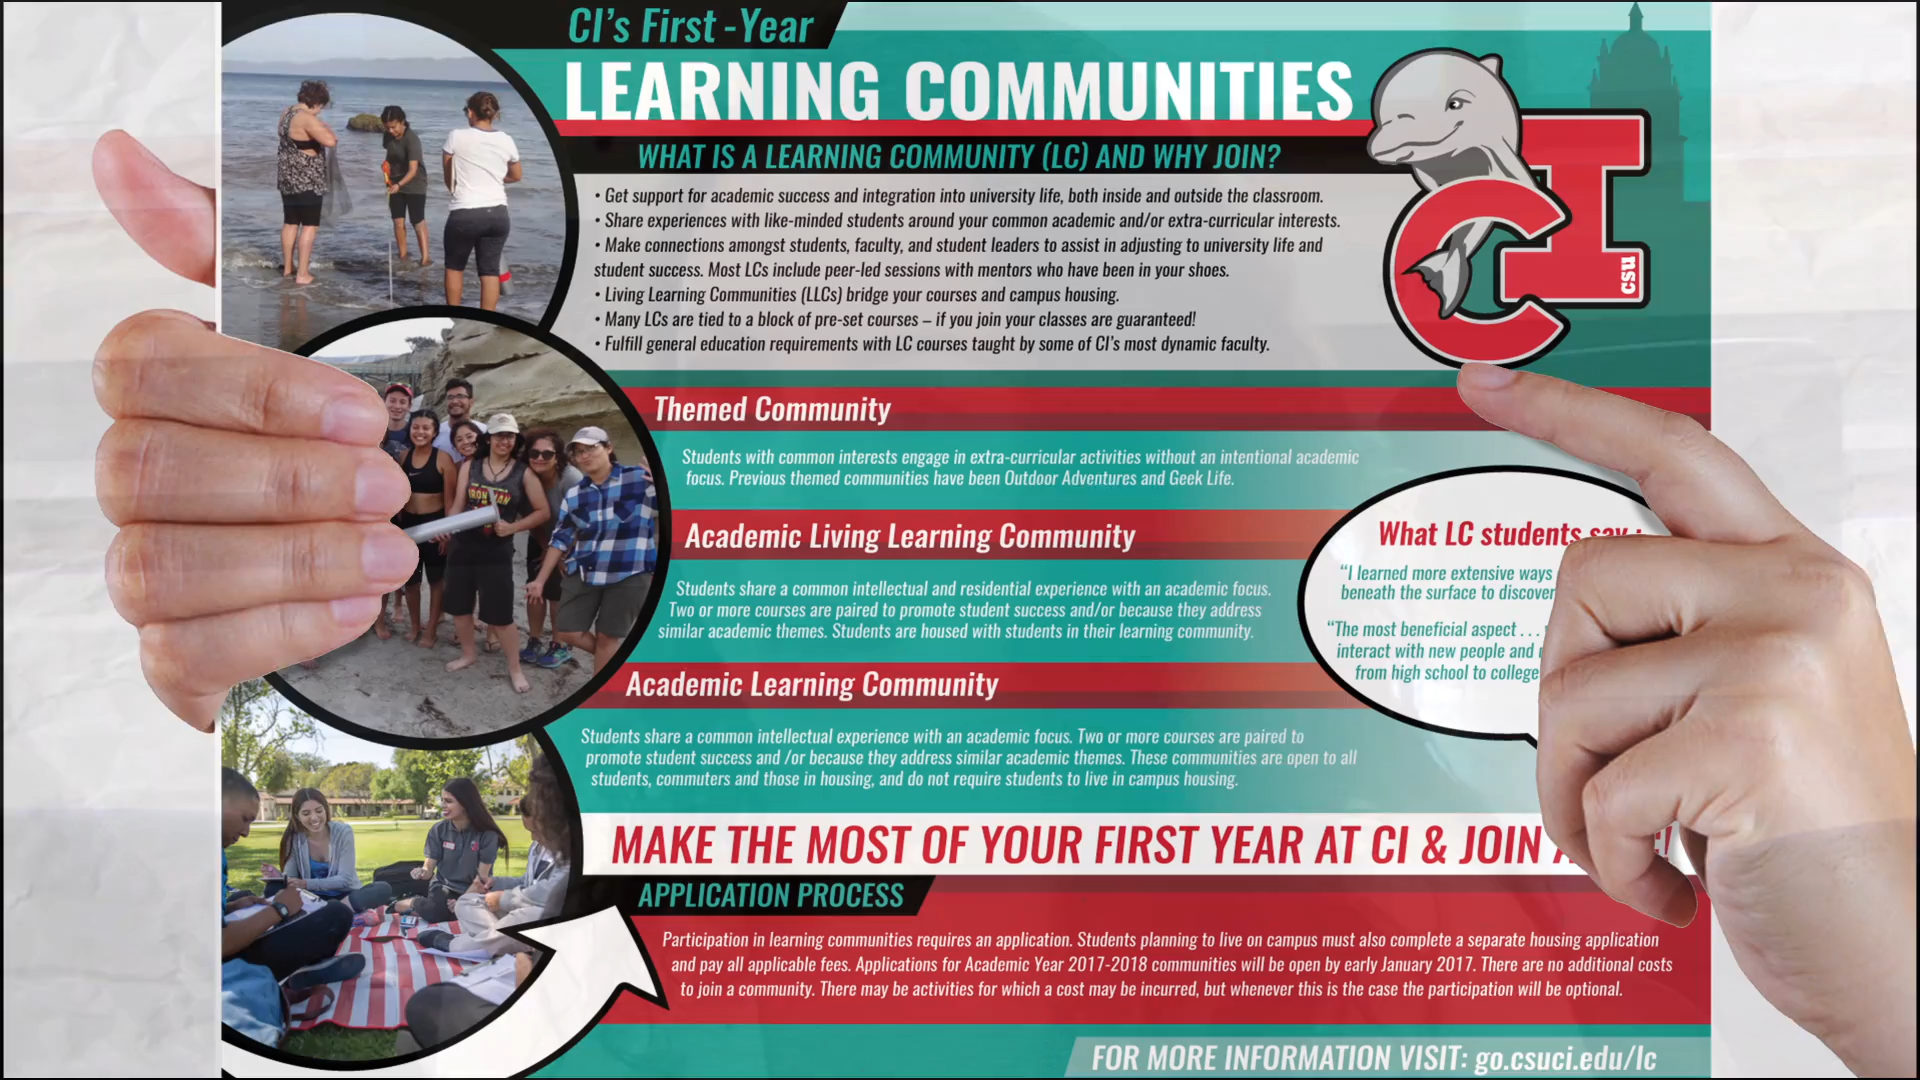 CI's First -Year
LEARNING COMMUNITIES
WHAT IS A LEARNING COMMUNITY (LC) AND WHY JOIN?
• Get support for academic success and integration into university life, both inside and outside the classroom.
• Share experiences with like-minded students around your common academic and/or extra-curricular interests.
• Make connections amongst students, faculty, and student leaders to assist in adjusting to university life and
student success. Most LCs include peer-led sessions with mentors who have been in your shoes.
• Living Learning Communities (LLCs) bridge your courses and campus housing.
• Many LCs are tied to a block of pre-set courses – if you join your classes are guaranteed!
• Fulfill general education requirements with LC courses taught by some of CI's most dynamic faculty.
CI
CSU
Themed Community
Students with common interests engage in extra-curricular activities without an intentional academic
focus. Previous themed communities have been Outdoor Adventures and Geek Life.
Academic Living Learning Community
Students share a common intellectual and residential experience with an academic focus.
Two or more courses are paired to promote student success and/or because they address
similar academic themes. Students are housed with students in their learning community.
What LC students say
“I learned more extensive ways
beneath the surface to discover
“The most beneficial aspect . . .
interact with new people and
from high school to college
Academic Learning Community
Students share a common intellectual experience with an academic focus. Two or more courses are paired to
promote student success and /or because they address similar academic themes. These communities are open to all
students, commuters and those in housing, and do not require students to live in campus housing.
MAKE THE MOST OF YOUR FIRST YEAR AT CI & JOIN
APPLICATION PROCESS
Participation in learning communities requires an application. Students planning to live on campus must also complete a separate housing application
and pay all applicable fees. Applications for Academic Year 2017-2018 communities will be open by early January 2017. There are no additional costs
to join a community. There may be activities for which a cost may be incurred, but whenever this is the case the participation will be optional.
FOR MORE INFORMATION VISIT: go.csuci.edu/lc